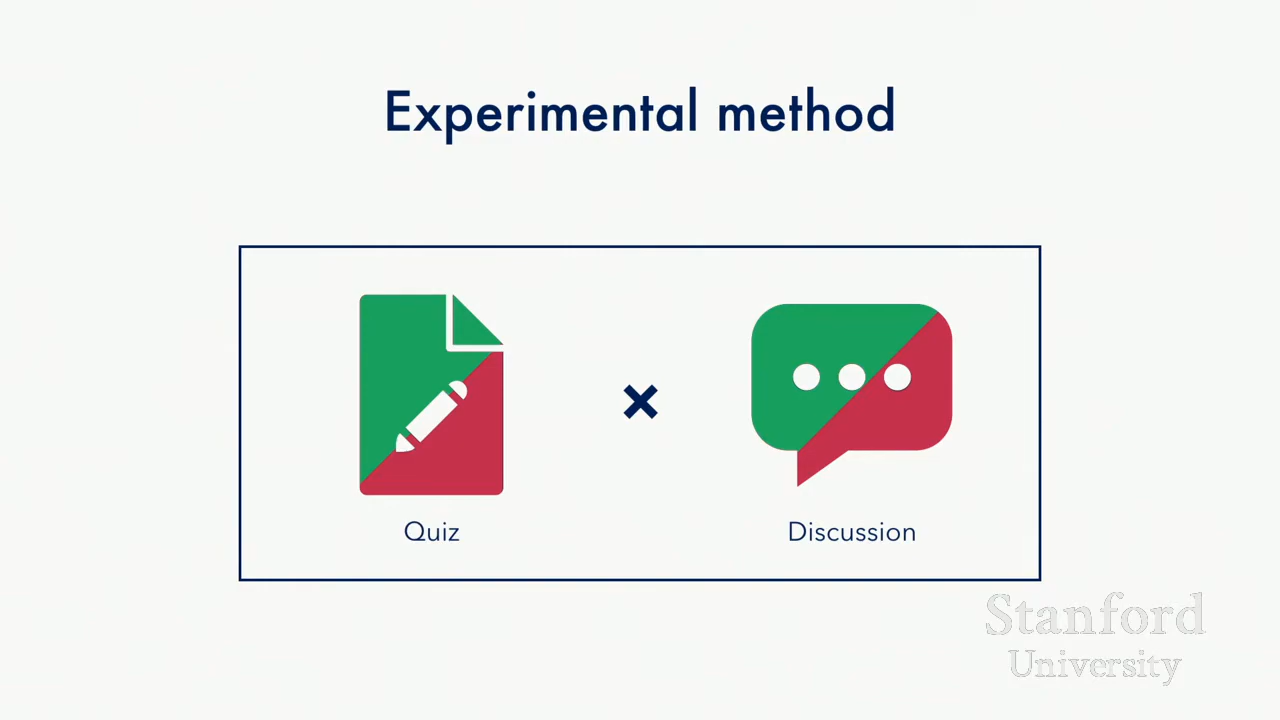 Experimental method
Quiz
Discussion
Stanford
University